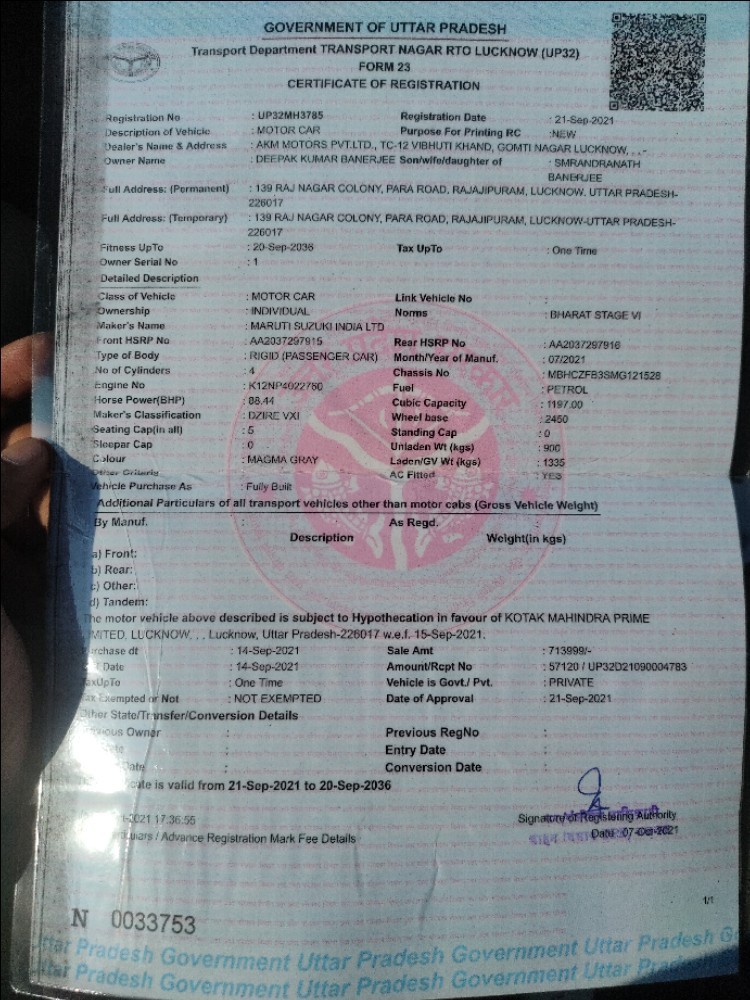 GOVERNMENT OF UTTAR PRADESH
Transport Department TRANSPORT NAGAR RTO LUCKNOW (UP32)
FORM 23
CERTIFICATE OF REGISTRATION
Registration No : UP32MH3785 Registration Date : 21-Sep-2021
Description of Vehicle : MOTOR CAR Purpose For Printing RC :NEW
Dealer's Name & Address : AKM MOTORS PVT.LTD., TC-12 VIBHUTI KHAND, GOMTI NAGAR LUCKNOW, , , -
Owner Name : DEEPAK KUMAR BANERJEE Son/wife/daughter of : SMRANDRANATH
BANERJEE
Full Address: (Permanent) : 139 RAJ NAGAR COLONY, PARA ROAD, RAJAJIPURAM, LUCKNOW, UTTAR PRADESH-
226017
Full Address: (Temporary) : 139 RAJ NAGAR COLONY, PARA ROAD, RAJAJIPURAM, LUCKNOW-UTTAR PRADESH-
226017
Fitness UpTo : 20-Sep-2036 Tax UpTo : One Time
Owner Serial No : 1
Detailed Description
Class of Vehicle : MOTOR CAR Link Vehicle No :
Ownership : INDIVIDUAL Norms : BHARAT STAGE VI
Maker's Name : MARUTI SUZUKI INDIA LTD
Front HSRP No : AA2037297915 Rear HSRP No : AA2037297916
Type of Body : RIGID (PASSENGER CAR) Month/Year of Manuf. : 07/2021
No of Cylinders : 4 Chassis No : MBHCZFB3SMG121528
Engine No : K12NP4022760 Fuel : PETROL
Horse Power(BHP) : 88.44 Cubic Capacity : 1197.00
Maker's Classification : DZIRE VXI Wheel base : 2450
Seating Cap(in all) : 5 Standing Cap : 0
Sleepar Cap : 0 Unladen Wt (kgs) : 900
Colour : MAGMA GRAY Laden/GV Wt (kgs) : 1335
Other Criteria AC Fitted : YES
Vehicle Purchase As : Fully Built
Additional Particulars of all transport vehicles other than motor cabs (Gross Vehicle Weight)
By Manuf. : As Regd. :
Description Weight(in kgs)
a) Front:
b) Rear:
c) Other:
d) Tandem:
The motor vehicle above described is subject to Hypothecation in favour of KOTAK MAHINDRA PRIME
LIMITED, LUCKNOW, , , Lucknow, Uttar Pradesh-226017 w.e.f. 15-Sep-2021.
Purchase dt : 14-Sep-2021 Sale Amt : 713999/-
Date : 14-Sep-2021 Amount/Rcpt No : 57120 / UP32D21090004783
TaxUpTo : One Time Vehicle is Govt./ Pvt. : PRIVATE
Tax Exempted or Not : NOT EXEMPTED Date of Approval : 21-Sep-2021
Other State/Transfer/Conversion Details
Previous Owner : Previous RegNo :
: Entry Date :
Date : Conversion Date :
is valid from 21-Sep-2021 to 20-Sep-2036
-2021 17:36:55
/ Advance Registration Mark Fee Details
Signature of Registering Authority
Date: 07-Oct-2021
1/1
N 0033753
Uttar Pradesh Government Uttar Pradesh Government Uttar Pradesh G
Uttar Pradesh Government Uttar Pradesh Government Uttar Pradesh